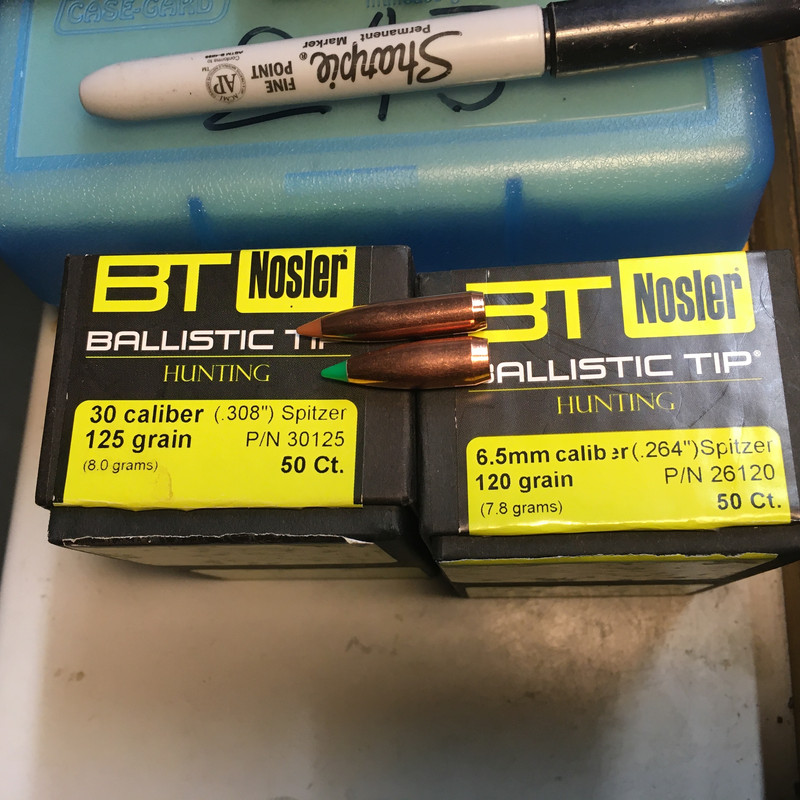 CASE-GARD
Sharpie®
Permanent Marker
FINE
POINT
AP
243
BT Nosler®
BALLISTIC TI
HUNTING
30 caliber (.308") Spitzer
125 grain P/N 30125
(8.0 grams) 50 Ct.
BT Nosler®
BALLISTIC TIP®
HUNTING
6.5mm caliber (.264") Spitzer
120 grain P/N 26120
(7.8 grams) 50 Ct.